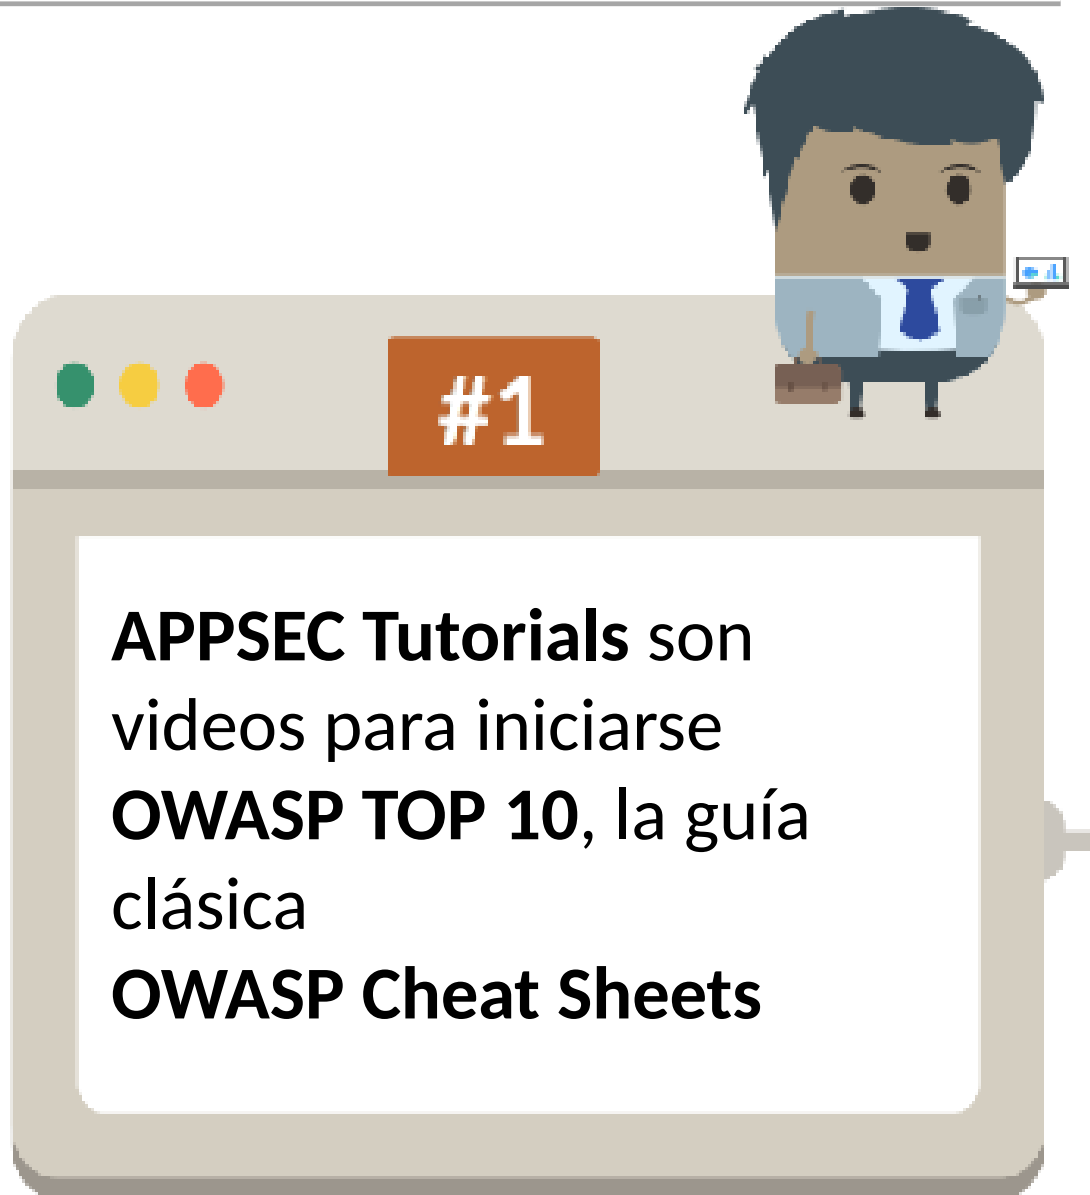 #1
APPSEC Tutorials son
videos para iniciarse
OWASP TOP 10, la guía
clásica
OWASP Cheat Sheets